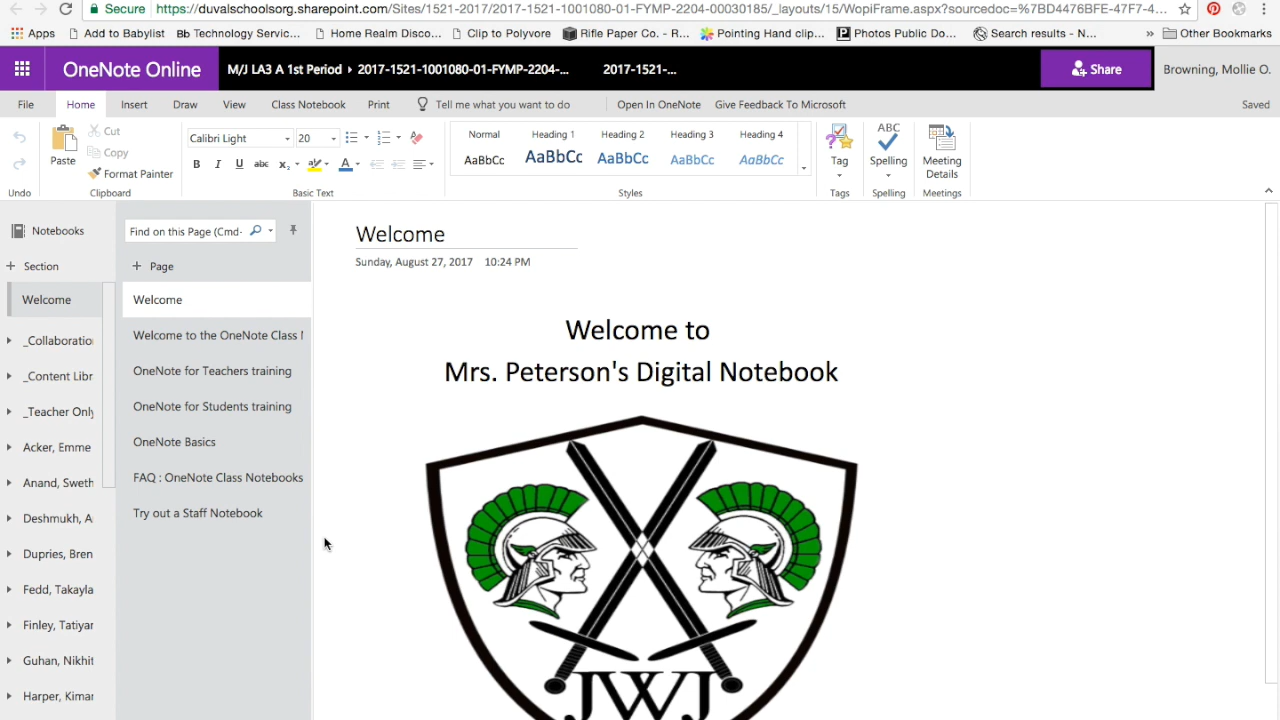 Secure https://duvalschoolsorg.sharepoint.com/Sites/1521-2017/2017-1521-1001080-01-FYMP-2204-00030185/_layouts/15/WopiFrame.aspx?sourcedoc=%7BD4476BFE-47F7-4...
Apps Add to Babylist Bb Technology Servic... Home Realm Disco... Clip to Polyvore Rifle Paper Co. - R... Pointing Hand clip... Photos Public Do... Search results - N... » Other Bookmarks
OneNote Online M/J LA3 A 1st Period 2017-1521-1001080-01-FYMP-2204-... 2017-1521-... Share Browning, Mollie O.
File Home Insert Draw View Class Notebook Print Tell me what you want to do Open In OneNote Give Feedback To Microsoft Saved
Paste Cut Copy Format Painter
Calibri Light 20
B I U abc x₂ ab A
Normal Heading 1 Heading 2 Heading 3 Heading 4
AaBbCc AaBbCc AaBbCc AaBbCc AaBbCc
Tag ABC Spelling Meeting Details
Undo Clipboard Basic Text Styles Tags Spelling Meetings
Notebooks
+ Section
Welcome
_Collaboratio
_Content Libr
_Teacher Only
Acker, Emme
Anand, Sweth
Deshmukh, A
Dupries, Bren
Fedd, Takayla
Finley, Tatiyar
Guhan, Nikhit
Harper, Kimar
Find on this Page (Cmd-
+ Page
Welcome
Welcome to the OneNote Class
OneNote for Teachers training
OneNote for Students training
OneNote Basics
FAQ : OneNote Class Notebooks
Try out a Staff Notebook
Welcome
Sunday, August 27, 2017 10:24 PM
Welcome to
Mrs. Peterson's Digital Notebook
JWJ